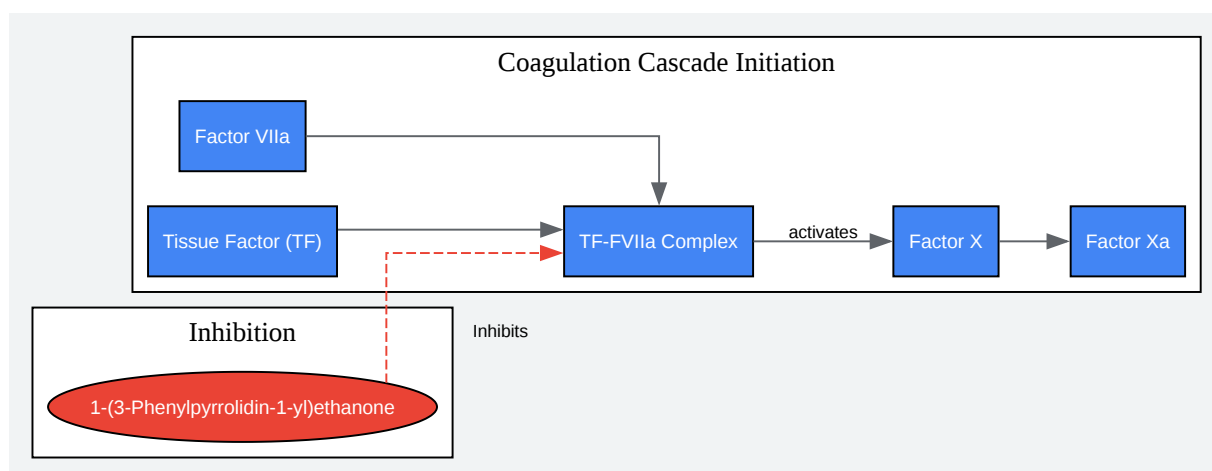 Coagulation Cascade Initiation
Factor VIIa
Tissue Factor (TF)
TF-FVIIa Complex
activates
Factor X
Factor Xa
Inhibition
Inhibits
1-(3-Phenylpyrrolidin-1-yl)ethanone